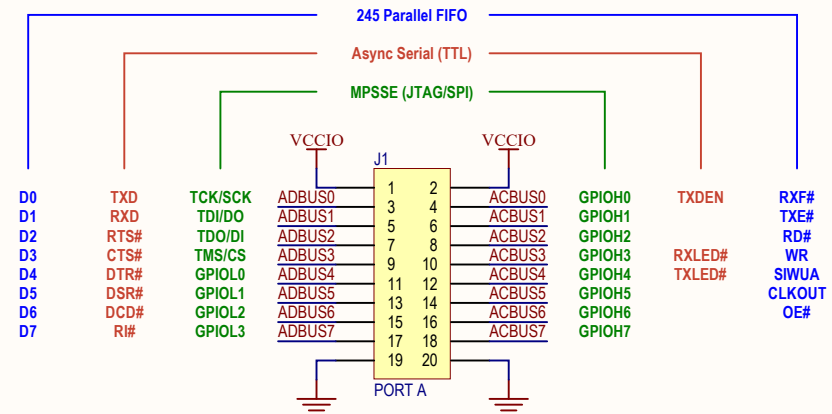 245 Parallel FIFO
Async Serial (TTL)
MPSSE (JTAG/SPI)
VCCIO VCCIO
J1
1 2
D0 TXD TCK/SCK ADBUS0 3 4 ACBUS0 GPIOH0 TXDEN RXF#
D1 RXD TDI/DO ADBUS1 5 6 ACBUS1 GPIOH1 TXE#
D2 RTS# TDO/DI ADBUS2 7 8 ACBUS2 GPIOH2 RD#
D3 CTS# TMS/CS ADBUS3 9 10 ACBUS3 GPIOH3 RXLED# WR
D4 DTR# GPIOL0 ADBUS4 11 12 ACBUS4 GPIOH4 TXLED# SIWUA
D5 DSR# GPIOL1 ADBUS5 13 14 ACBUS5 GPIOH5 CLKOUT
D6 DCD# GPIOL2 ADBUS6 15 16 ACBUS6 GPIOH6 OE#
D7 RI# GPIOL3 ADBUS7 17 18 ACBUS7 GPIOH7
19 20
PORT A